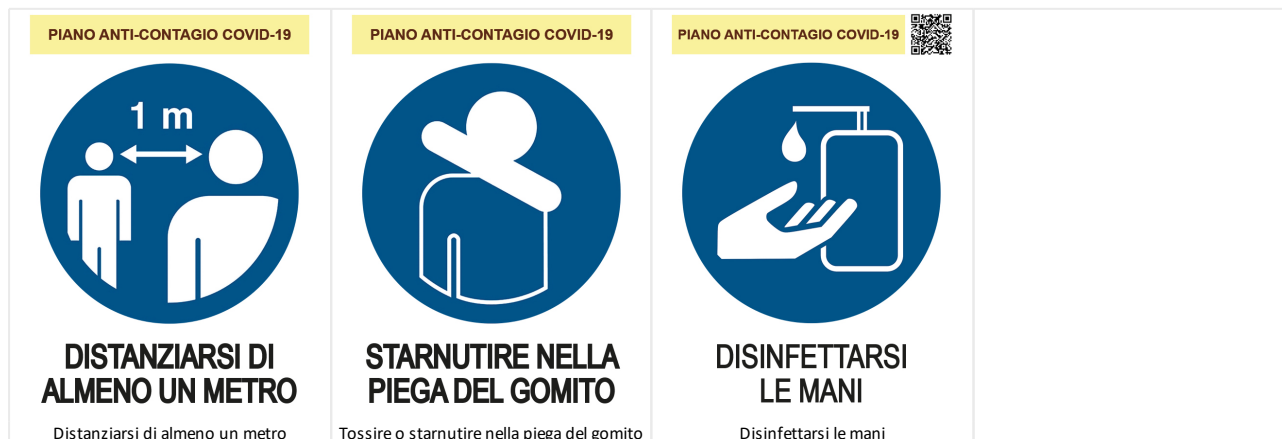 PIANO ANTI-CONTAGIO COVID-19
1 m
DISTANZIARSI DI
ALMENO UN METRO
Distanziarsi di almeno un metro
PIANO ANTI-CONTAGIO COVID-19
STARNUTIRE NELLA
PIEGA DEL GOMITO
Tossire o starnutire nella piega del gomito
PIANO ANTI-CONTAGIO COVID-19
DISINFETTARSI
LE MANI
Disinfettarsi le mani